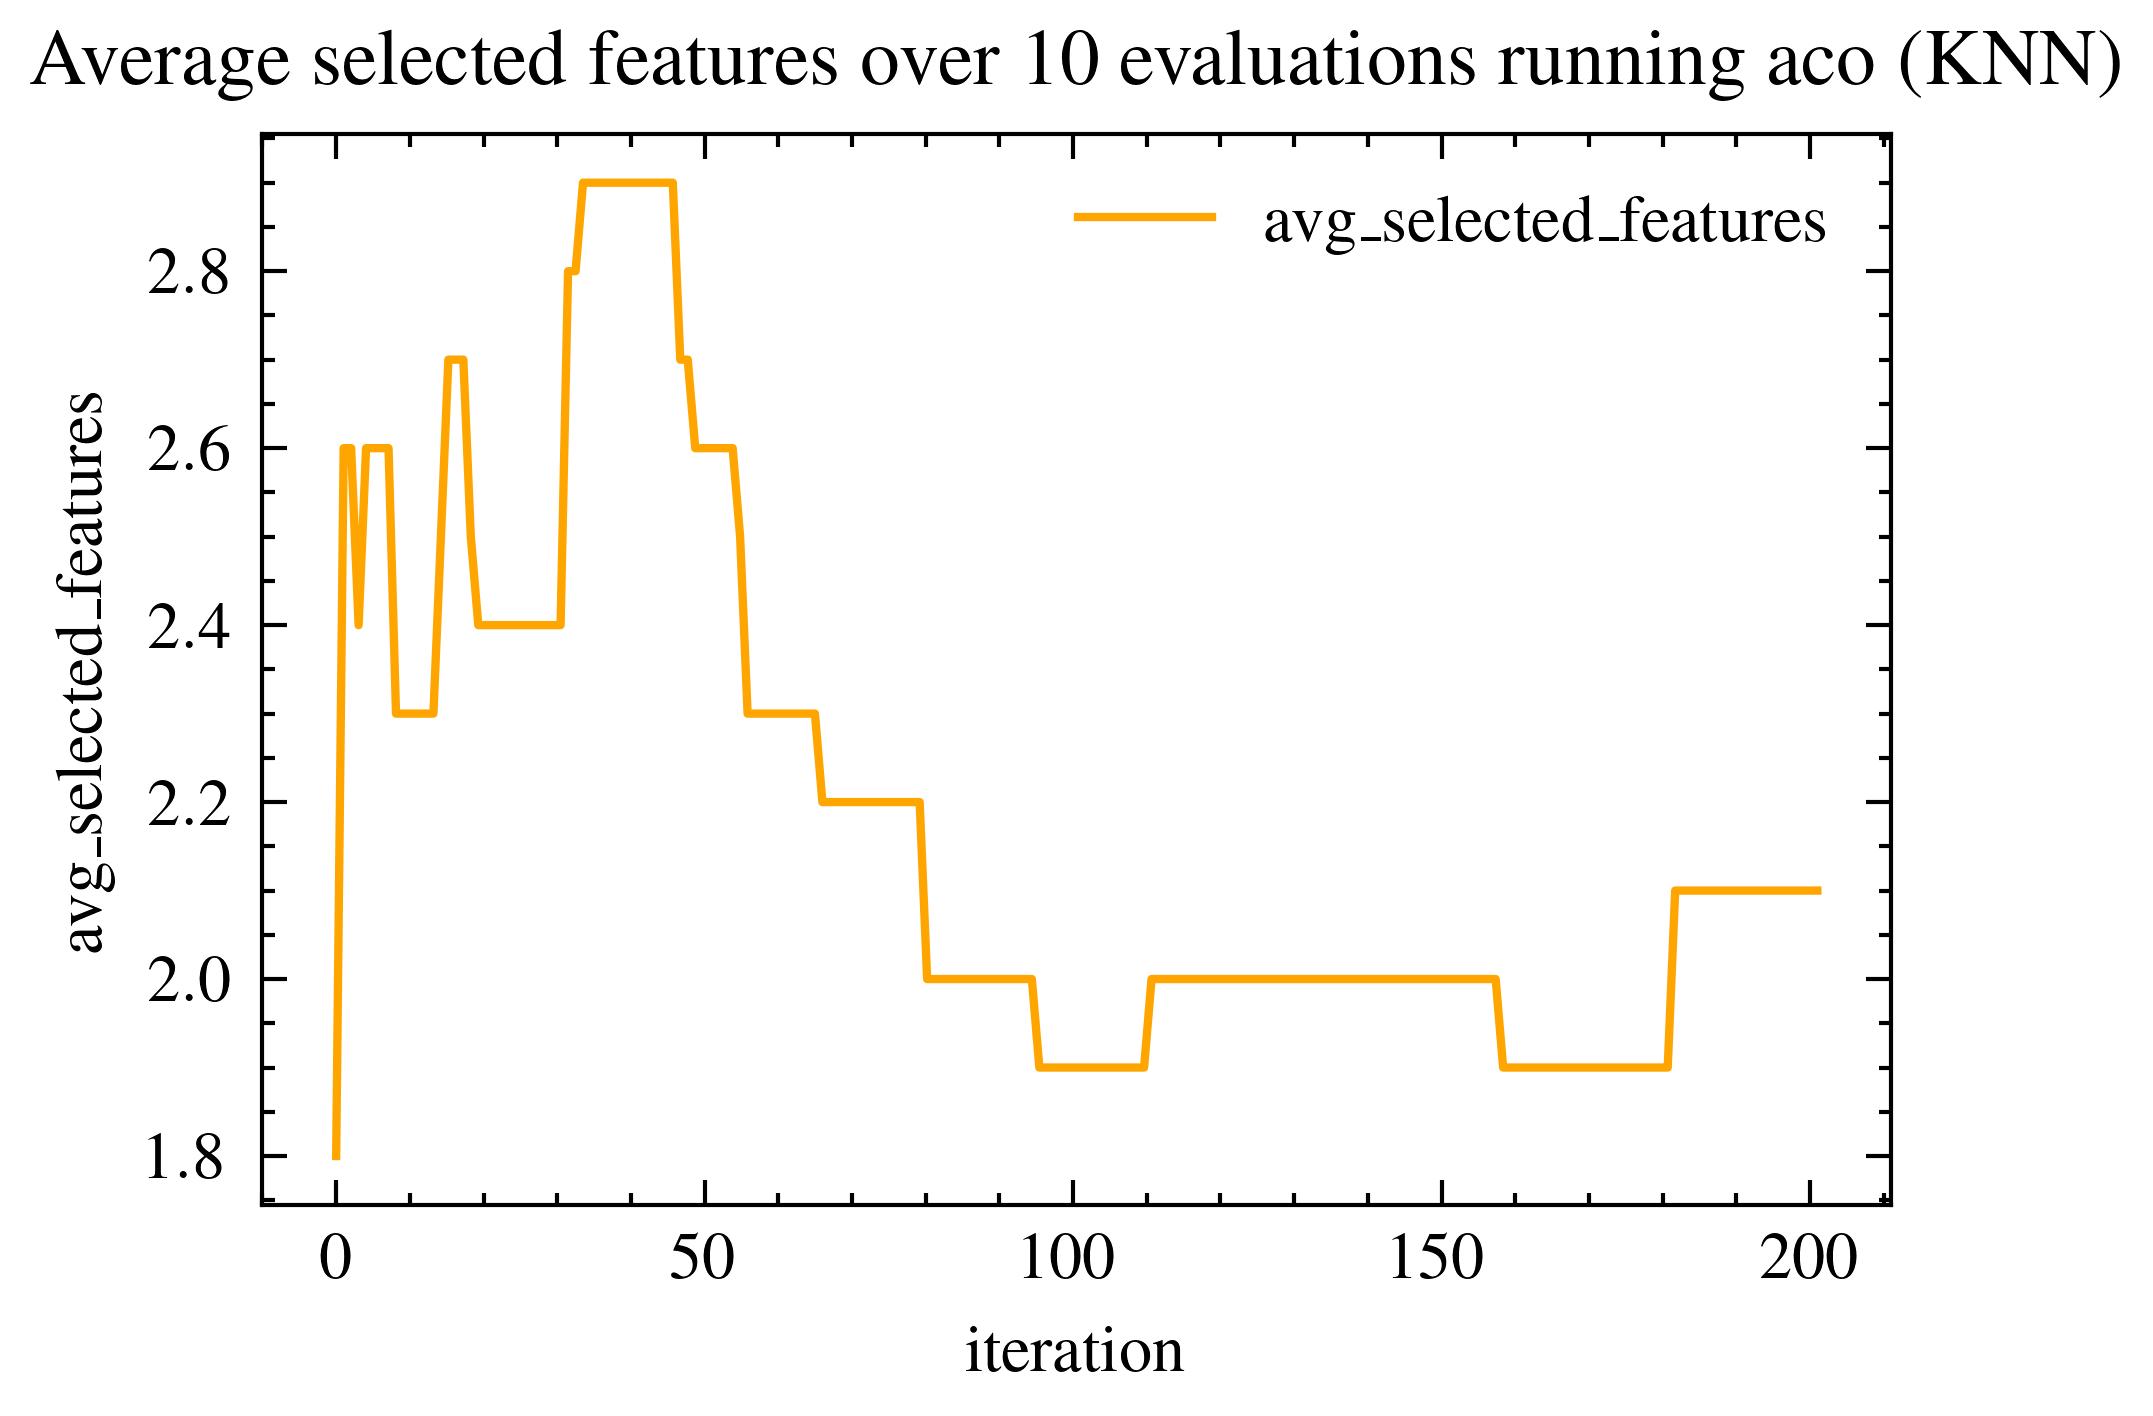 Average selected features over 10 evaluations running aco (KNN)
avg_selected_features
avg_selected_features
2.8
2.6
2.4
2.2
2.0
1.8
0 50 100 150 200
iteration